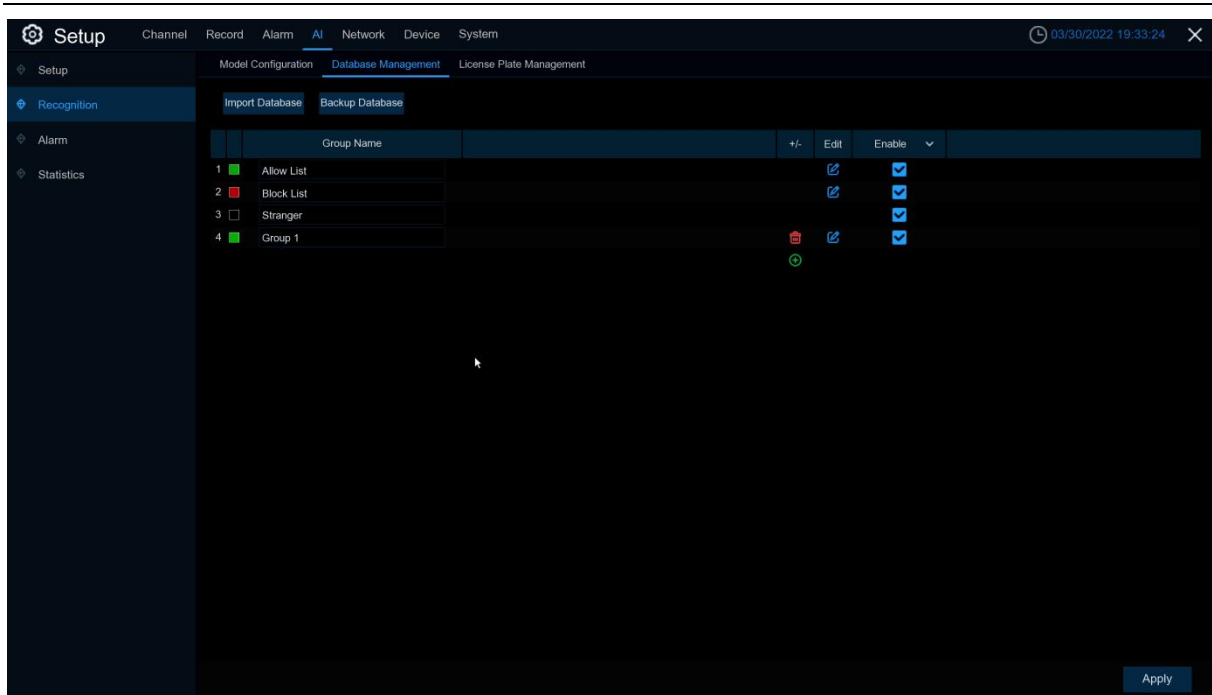 Setup Channel Record Alarm AI Network Device System 03/30/2022 19:33:24
Setup
Model Configuration Database Management License Plate Management
Recognition
Import Database Backup Database
Alarm
Group Name +/- Edit Enable
Statistics
1 Allow List
2 Block List
3 Stranger
4 Group 1
Apply